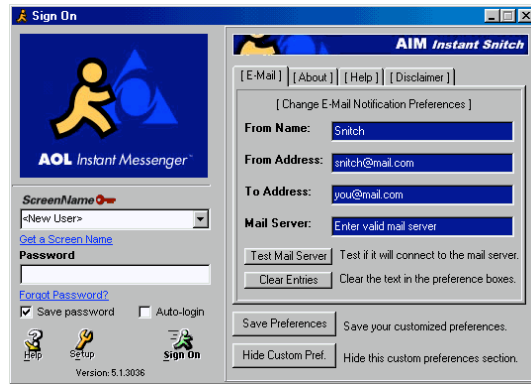 Sign On
AOL Instant Messenger
ScreenName
<New User>
Get a Screen Name
Password
Forgot Password?
Save password
Auto-login
Help
Setup
Sign On
Version: 5.1.3036
AIM Instant Snitch
[ E-Mail ] [ About ] [ Help ] [ Disclaimer ]
[ Change E-Mail Notification Preferences ]
From Name: Snitch
From Address: snitch@mail.com
To Address: you@mail.com
Mail Server: Enter valid mail server
Test Mail Server Test if it will connect to the mail server.
Clear Entries Clear the text in the preference boxes.
Save Preferences Save your customized preferences.
Hide Custom Pref. Hide this custom preferences section.